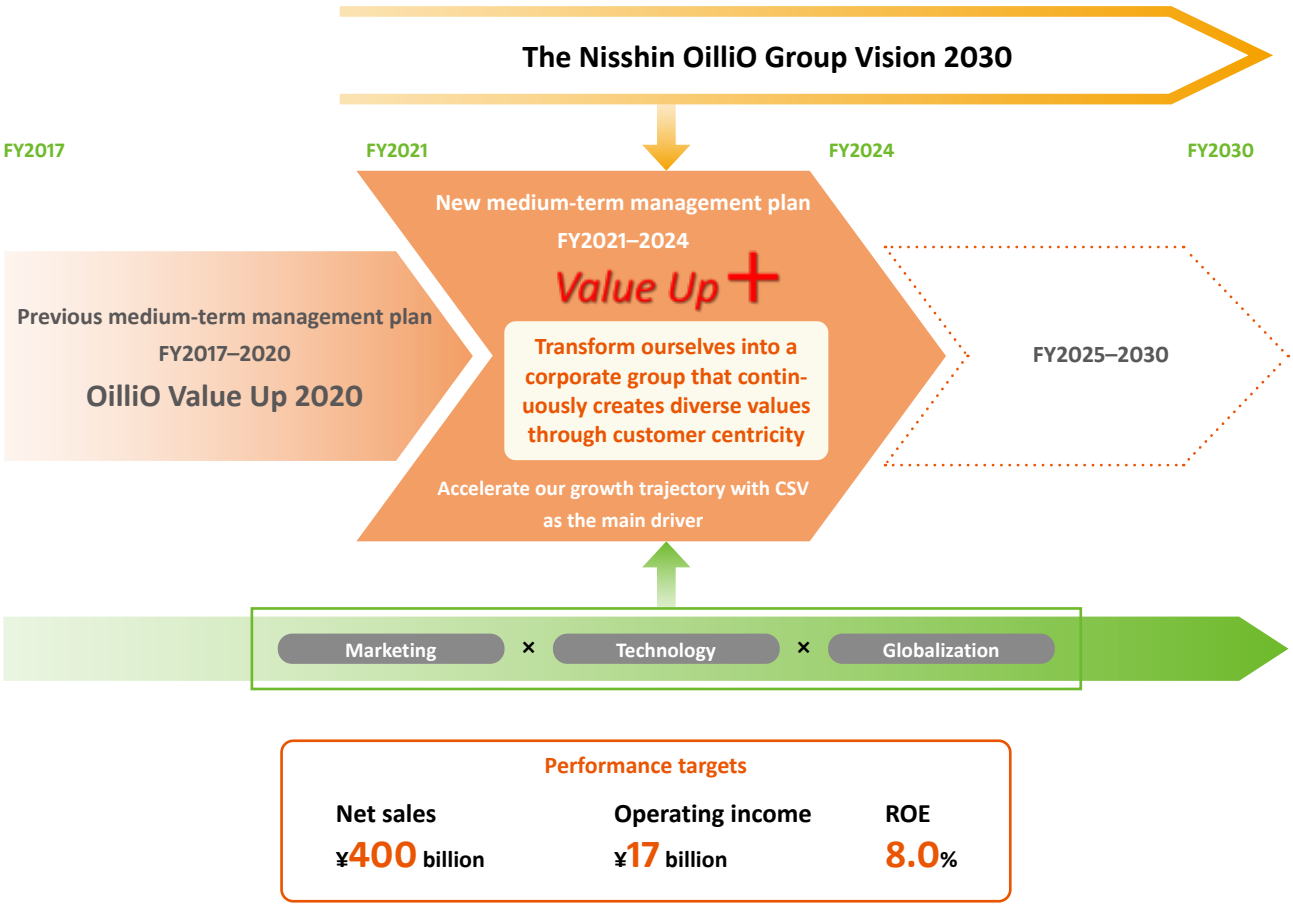 The Nisshin OilliO Group Vision 2030
FY2017
FY2021
FY2024
FY2030
Previous medium-term management plan
FY2017–2020
OilliO Value Up 2020
New medium-term management plan
FY2021–2024
Value Up +
Transform ourselves into a
corporate group that contin-
uously creates diverse values
through customer centricity
Accelerate our growth trajectory with CSV
as the main driver
FY2025–2030
Marketing × Technology × Globalization
Performance targets
Net sales Operating income ROE
¥400 billion ¥17 billion 8.0%